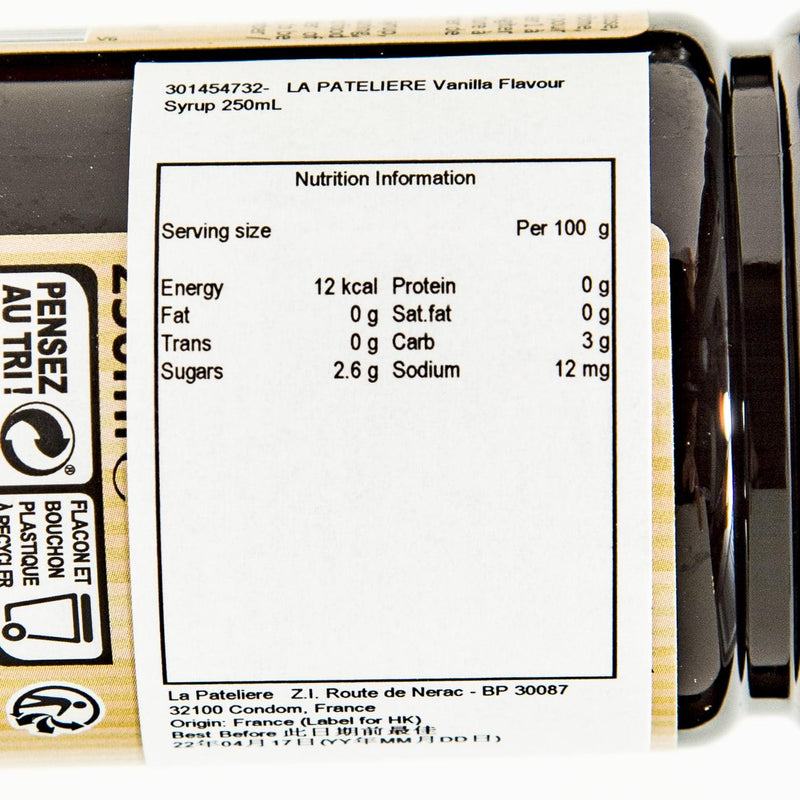 301454732- LA PATELIERE Vanilla Flavour
Syrup 250mL
Nutrition Information
Serving size Per 100 g
Energy 12 kcal Protein 0 g
Fat 0 g Sat.fat 0 g
Trans 0 g Carb 3 g
Sugars 2.6 g Sodium 12 mg
La Pateliere Z.I. Route de Nerac - BP 30087
32100 Condom, France
Origin: France (Label for HK)
Best Before 此日期前最佳
22年04月17日(YY年MM月DD日)
PENSEZ
AU TRI !
FLACON ET
BOUCHON
PLASTIQUE
À RECYCLER